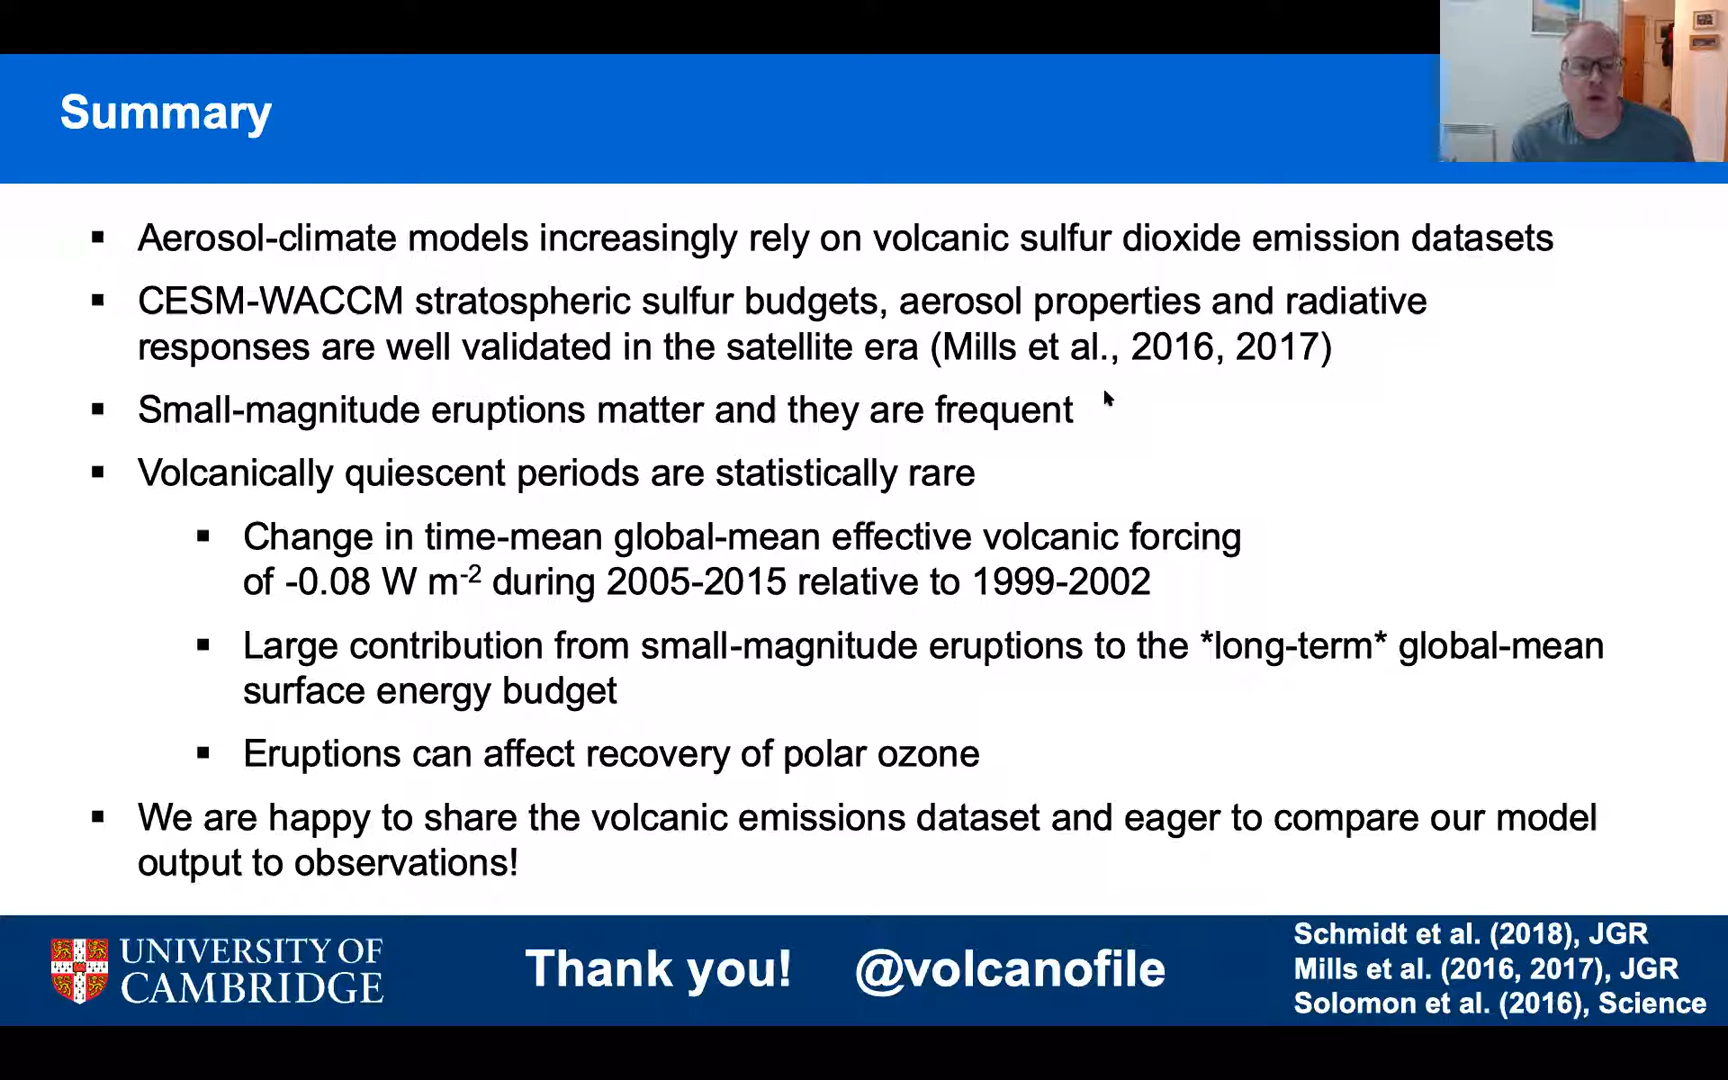 Summary
▪ Aerosol-climate models increasingly rely on volcanic sulfur dioxide emission datasets
▪ CESM-WACCM stratospheric sulfur budgets, aerosol properties and radiative
responses are well validated in the satellite era (Mills et al., 2016, 2017)
▪ Small-magnitude eruptions matter and they are frequent
▪ Volcanically quiescent periods are statistically rare
▪ Change in time-mean global-mean effective volcanic forcing
of -0.08 W m⁻² during 2005-2015 relative to 1999-2002
▪ Large contribution from small-magnitude eruptions to the *long-term* global-mean
surface energy budget
▪ Eruptions can affect recovery of polar ozone
▪ We are happy to share the volcanic emissions dataset and eager to compare our model
output to observations!
UNIVERSITY OF
CAMBRIDGE
Thank you! @volcanofile
Schmidt et al. (2018), JGR
Mills et al. (2016, 2017), JGR
Solomon et al. (2016), Science